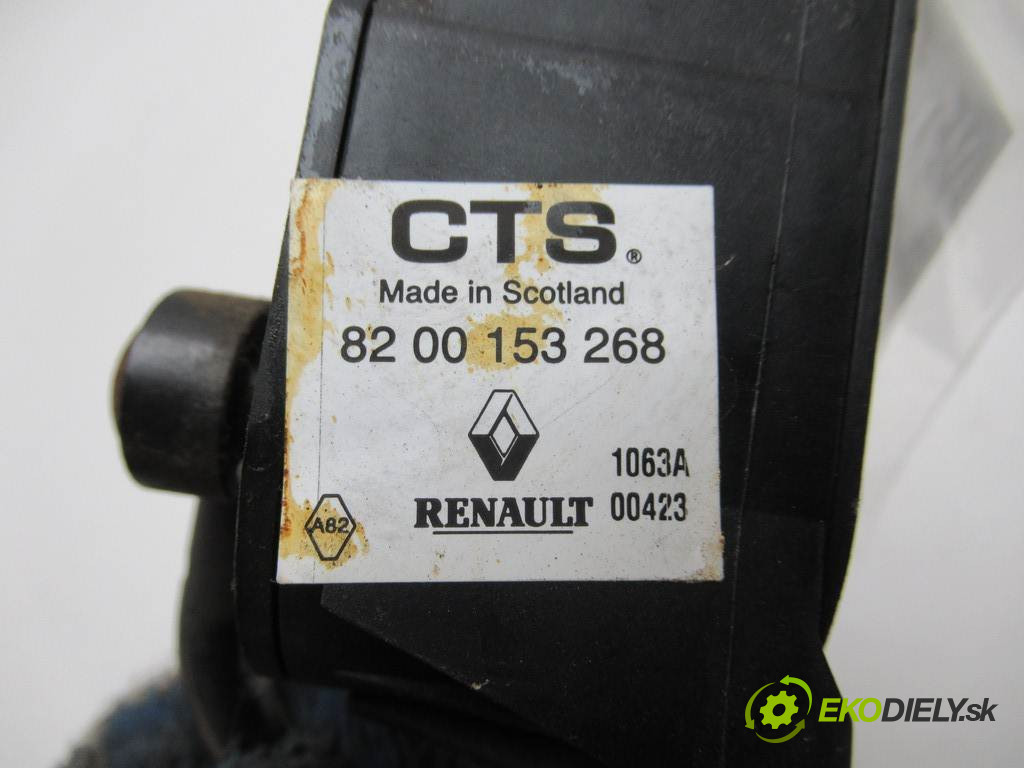 CTS®
Made in Scotland
82 00 153 268
1063A
A82
RENAULT 00423
EKODIELY.sk